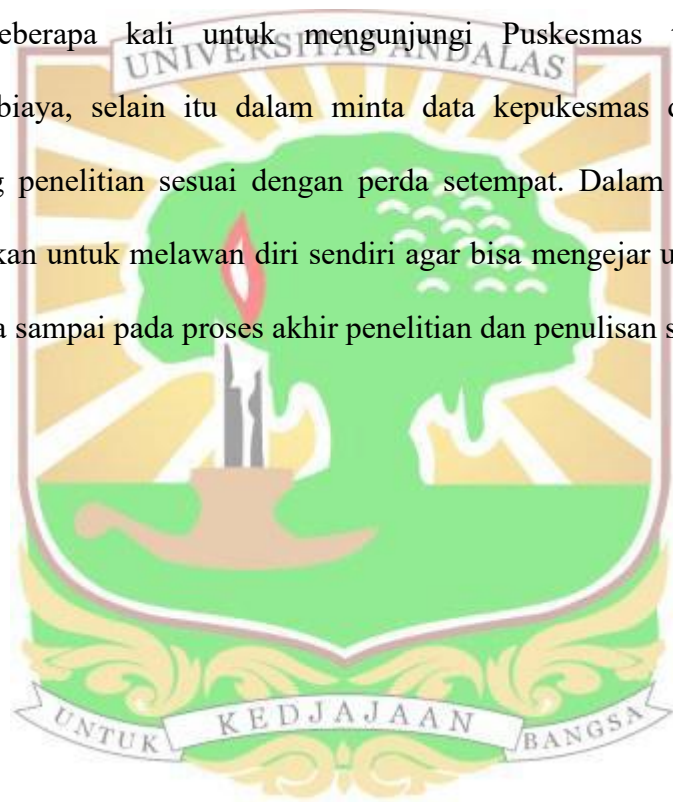 eberapa kali untuk mengunjungi Puskesmas t
UNIVERSITAS ANDALAS
biaya, selain itu dalam minta data kepukesmas d
g penelitian sesuai dengan perda setempat. Dalam
kan untuk melawan diri sendiri agar bisa mengejar u
a sampai pada proses akhir penelitian dan penulisan s
UNTUK KEDJAJAAN BANGSA